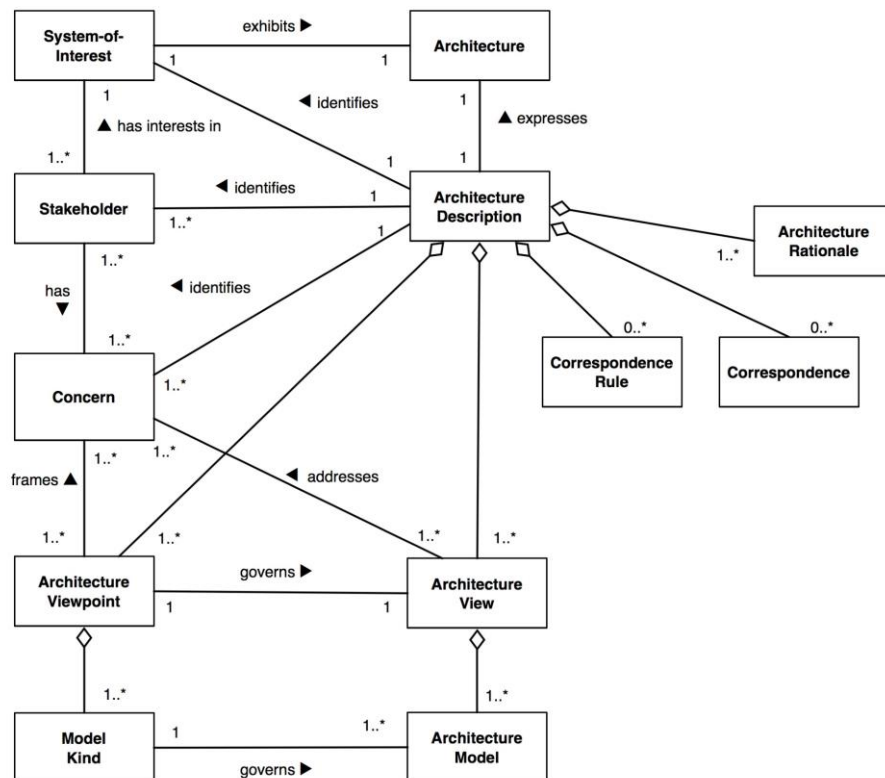 System-of-
Interest
exhibits ▶
Architecture
1
1
1
1
◀ identifies
▲ has interests in
▲ expresses
1..*
1
1
Stakeholder
◀ identifies
1
1..*
Architecture
Description
Architecture
Rationale
1..*
1..*
1
has
▼
◀ identifies
1..*
1..*
0..*
0..*
Concern
Correspondence
Rule
Correspondence
1..*
1..*
frames ▲
◀ addresses
1..*
1..*
1..*
1..*
Architecture
Viewpoint
governs ▶
1
1
Architecture
View
1..*
1..*
Model
Kind
1
1..*
governs ▶
Architecture
Model